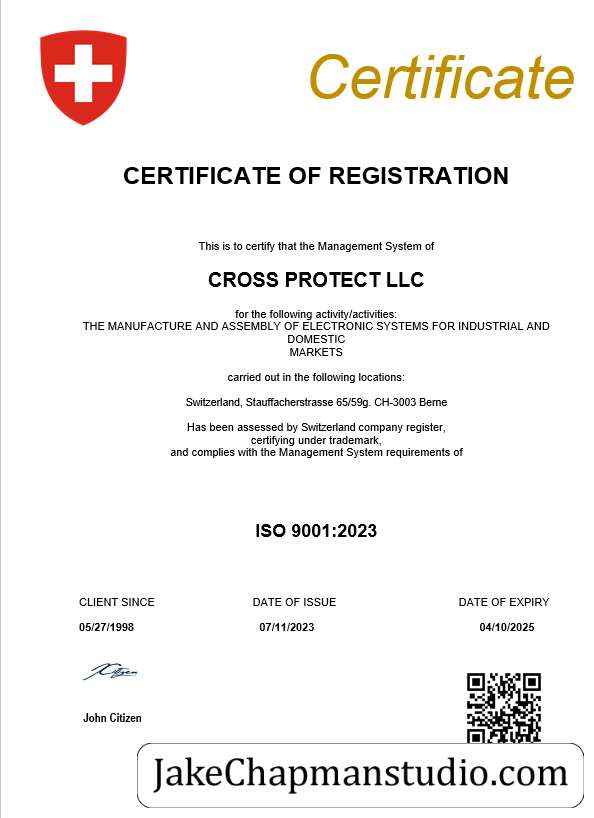 Certificate
CERTIFICATE OF REGISTRATION
This is to certify that the Management System of
CROSS PROTECT LLC
for the following activity/activities:
THE MANUFACTURE AND ASSEMBLY OF ELECTRONIC SYSTEMS FOR INDUSTRIAL AND
DOMESTIC
MARKETS
carried out in the following locations:
Switzerland, Stauffacherstrasse 65/59g. CH-3003 Berne
Has been assessed by Switzerland company register,
certifying under trademark,
and complies with the Management System requirements of
ISO 9001:2023
CLIENT SINCE DATE OF ISSUE DATE OF EXPIRY
05/27/1998 07/11/2023 04/10/2025
JCitizen
John Citizen
JakeChapmanstudio.com